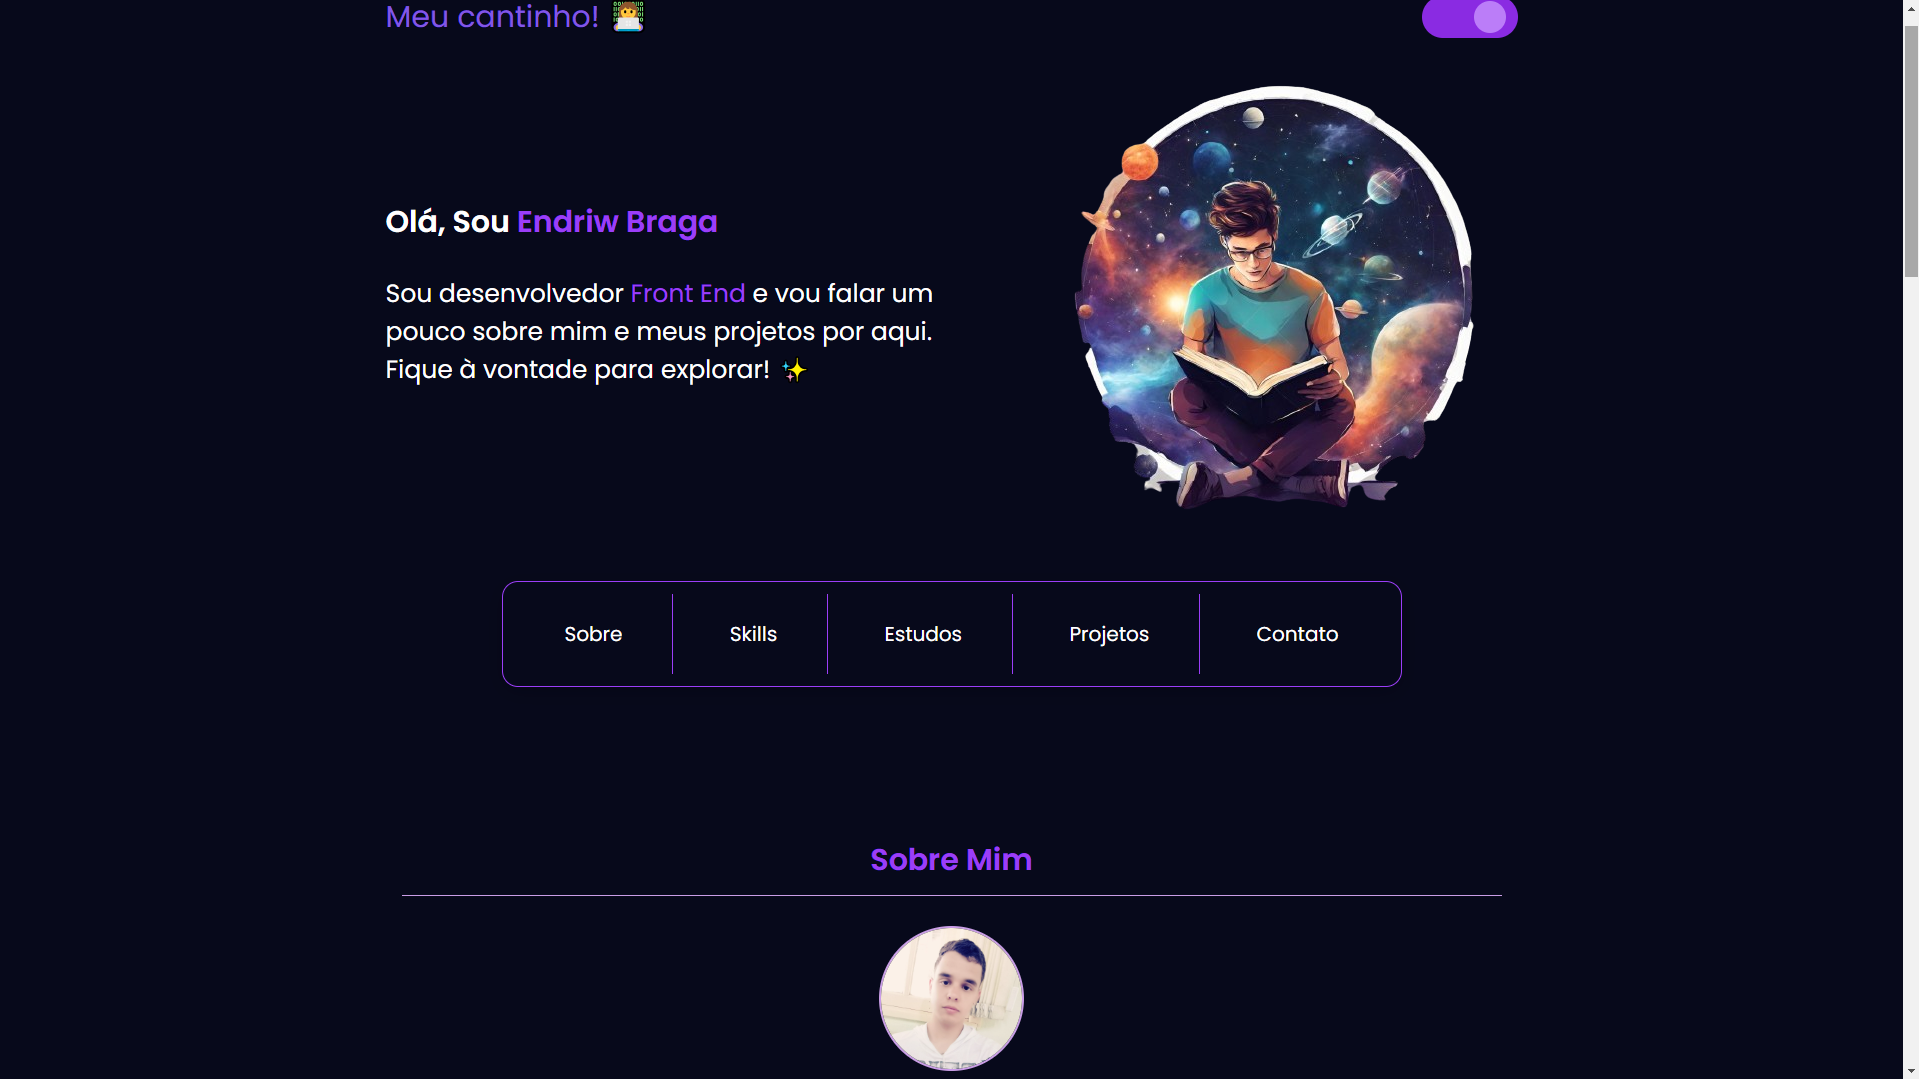 Meu cantinho! 👨‍💻
Olá, Sou Endriw Braga
Sou desenvolvedor Front End e vou falar um
pouco sobre mim e meus projetos por aqui.
Fique à vontade para explorar! ✨
Sobre
Skills
Estudos
Projetos
Contato
Sobre Mim